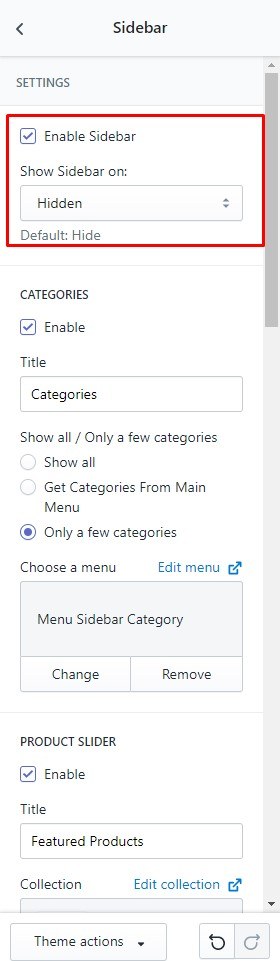 Sidebar
SETTINGS
Enable Sidebar
Show Sidebar on:
Hidden
Default: Hide
CATEGORIES
Enable
Title
Categories
Show all / Only a few categories
Show all
Get Categories From Main
Menu
Only a few categories
Choose a menu Edit menu
Menu Sidebar Category
Change Remove
PRODUCT SLIDER
Enable
Title
Featured Products
Collection Edit collection
Theme actions